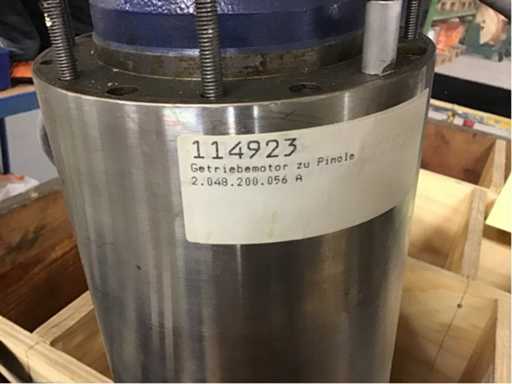 114923
Getriebemotor zu Pinole
2.048.200.056 A